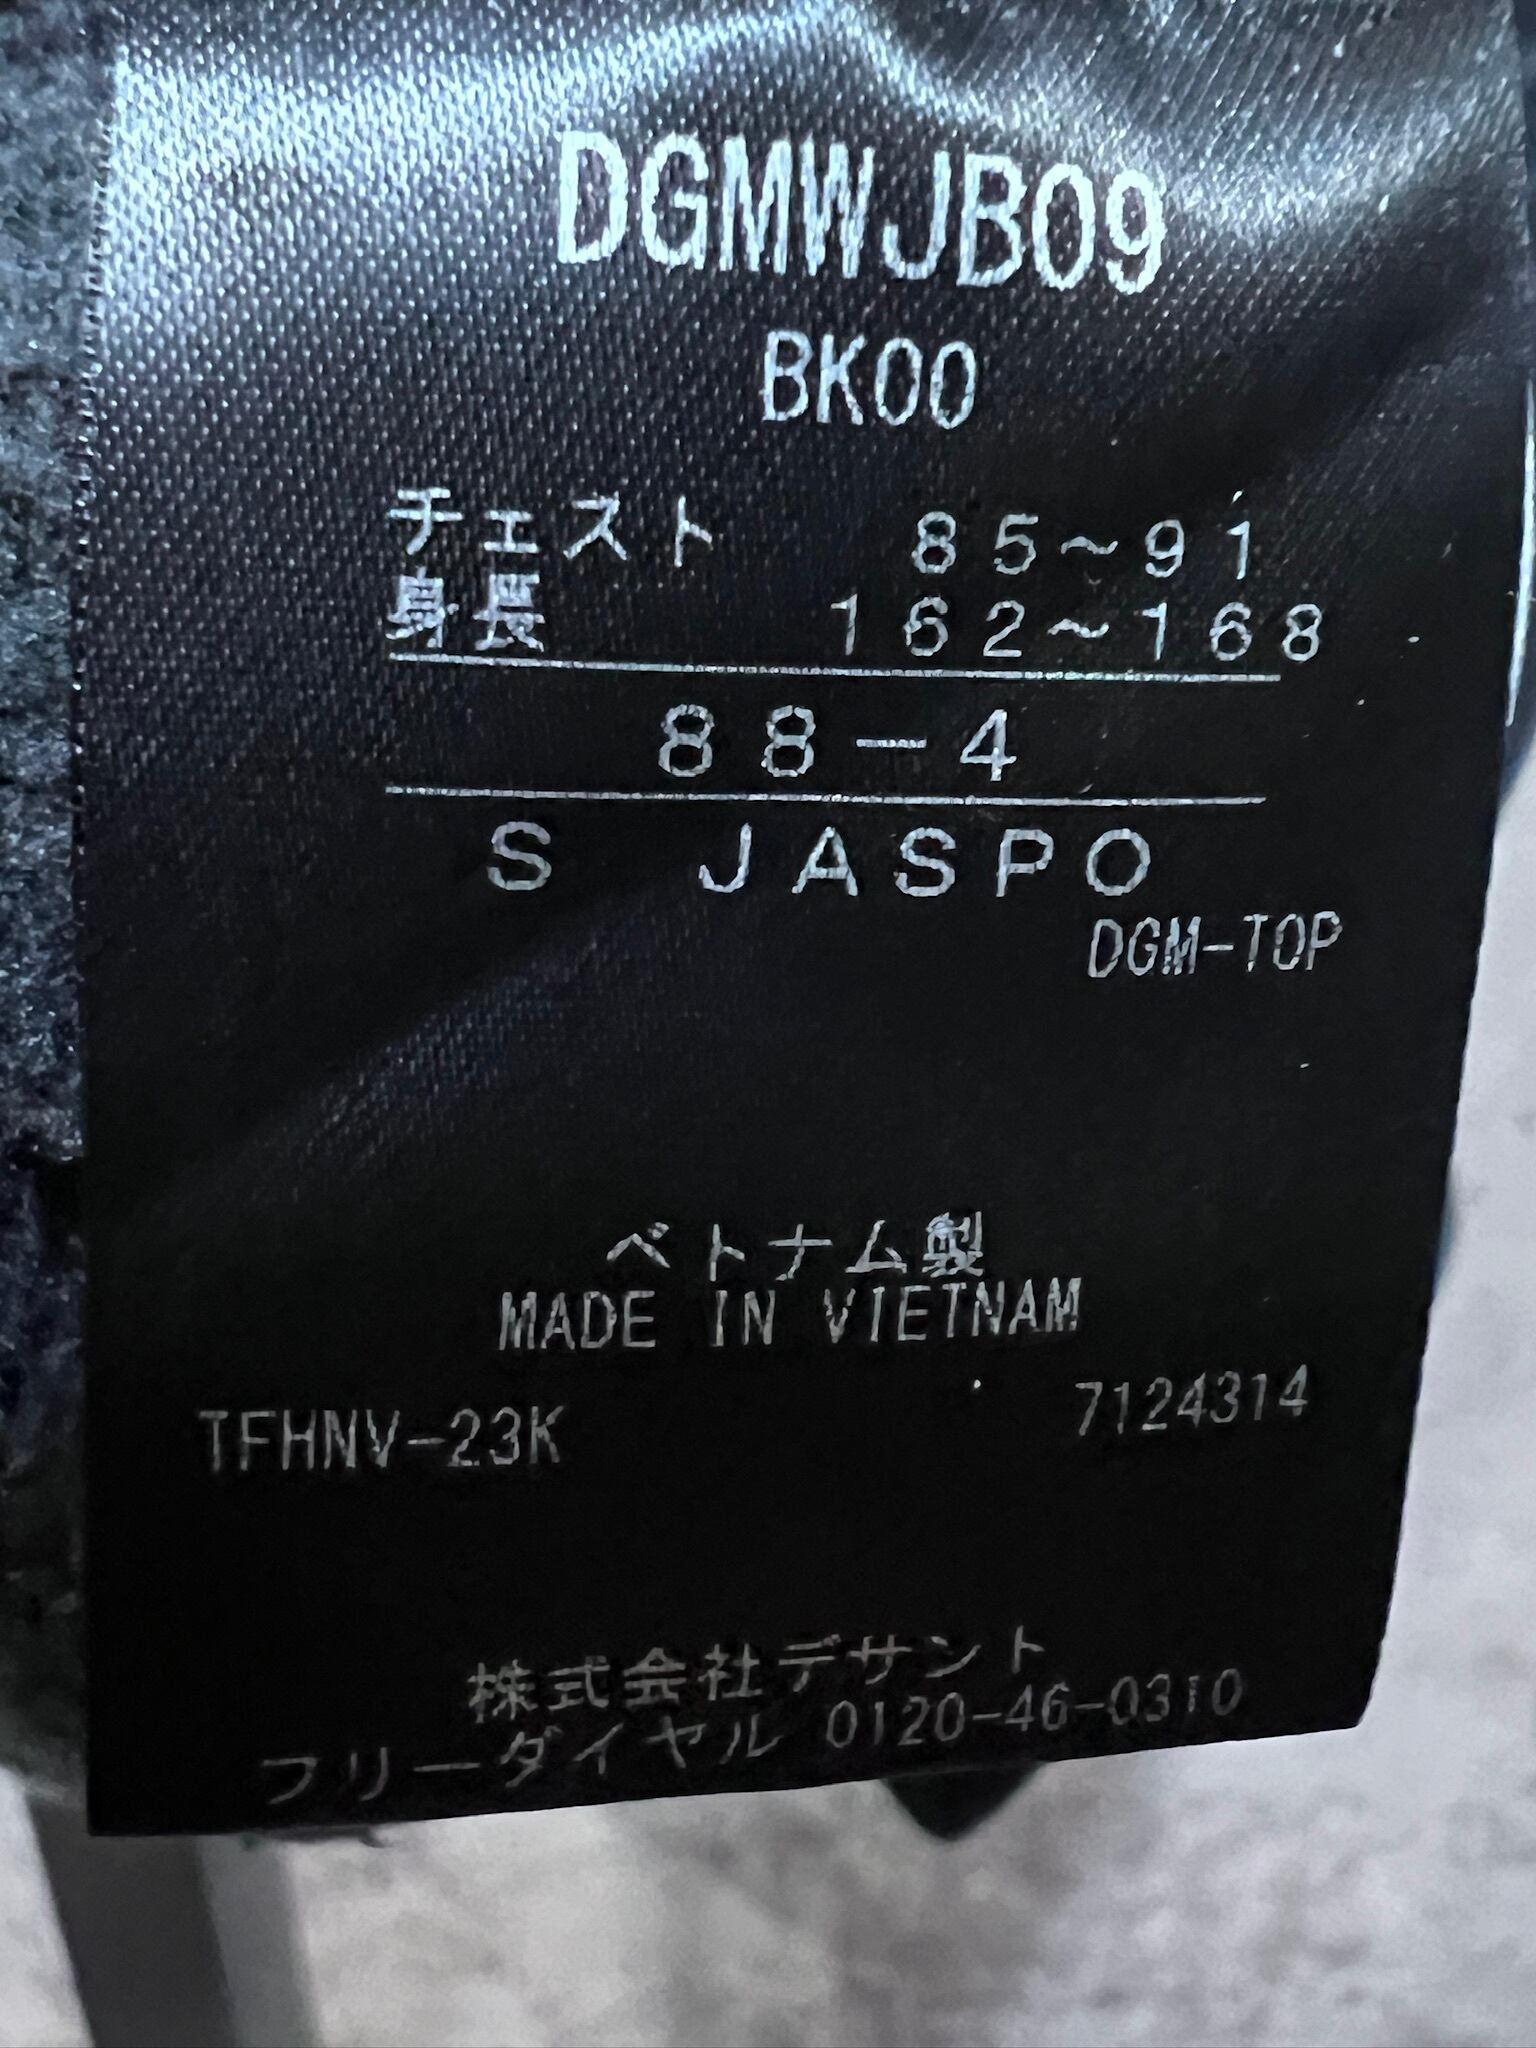 DGMWJB09
BK00
チェスト 85~91
身長 162~168
88-4
S JASPO
DGM-TOP
ベトナム製
MADE IN VIETNAM
TFHNV-23K 7124314
株式会社デサント
フリーダイヤル 0120-46-0310